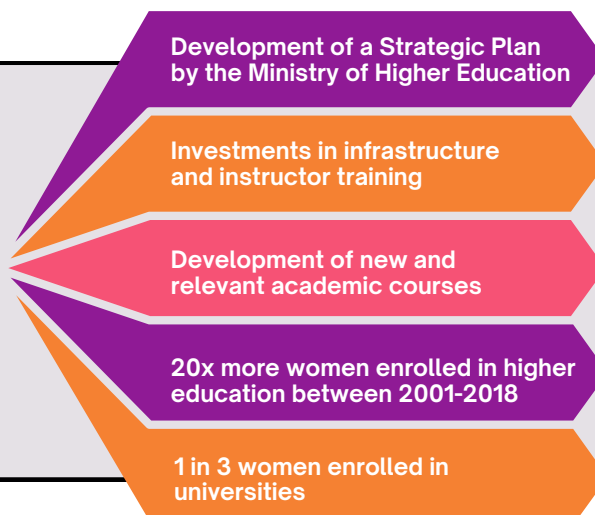 Development of a Strategic Plan
by the Ministry of Higher Education
Investments in infrastructure
and instructor training
Development of new and
relevant academic courses
20x more women enrolled in higher
education between 2001-2018
1 in 3 women enrolled in
universities